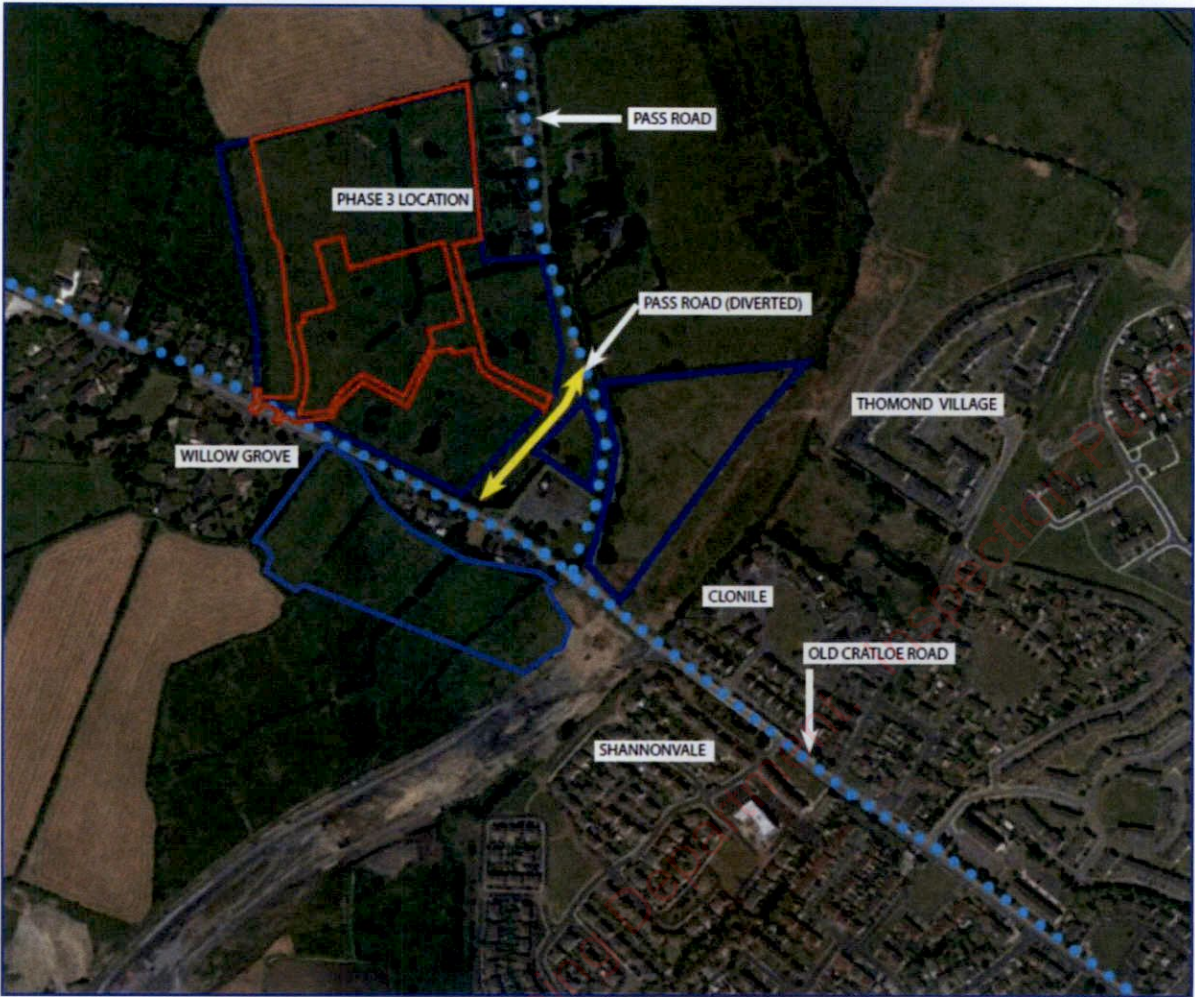 PASS ROAD
PHASE 3 LOCATION
PASS ROAD (DIVERTED)
THOMOND VILLAGE
WILLOW GROVE
CLONILE
OLD CRATLOE ROAD
SHANNONVALE